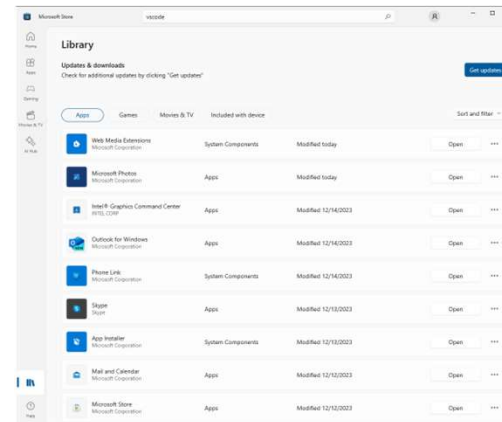 Microsoft Store
vscode
Home
Library
Apps
Updates & downloads
Check for additional updates by clicking "Get updates"
Get updates
Gaming
Apps
Games
Movies & TV
Included with device
Sort and filter
Movies & TV
AI Hub
Web Media Extensions
Microsoft Corporation
System Components
Modified today
Open
Microsoft Photos
Microsoft Corporation
Apps
Modified today
Open
Intel® Graphics Command Center
INTEL CORP
Apps
Modified 12/14/2023
Open
Outlook for Windows
Microsoft Corporation
Apps
Modified 12/14/2023
Open
Phone Link
Microsoft Corporation
System Components
Modified 12/14/2023
Open
Skype
Skype
Apps
Modified 12/13/2023
Open
App Installer
Microsoft Corporation
System Components
Modified 12/13/2023
Open
Mail and Calendar
Microsoft Corporation
Apps
Modified 12/12/2023
Open
Microsoft Store
Microsoft Corporation
Apps
Modified 12/12/2023
Open
Help